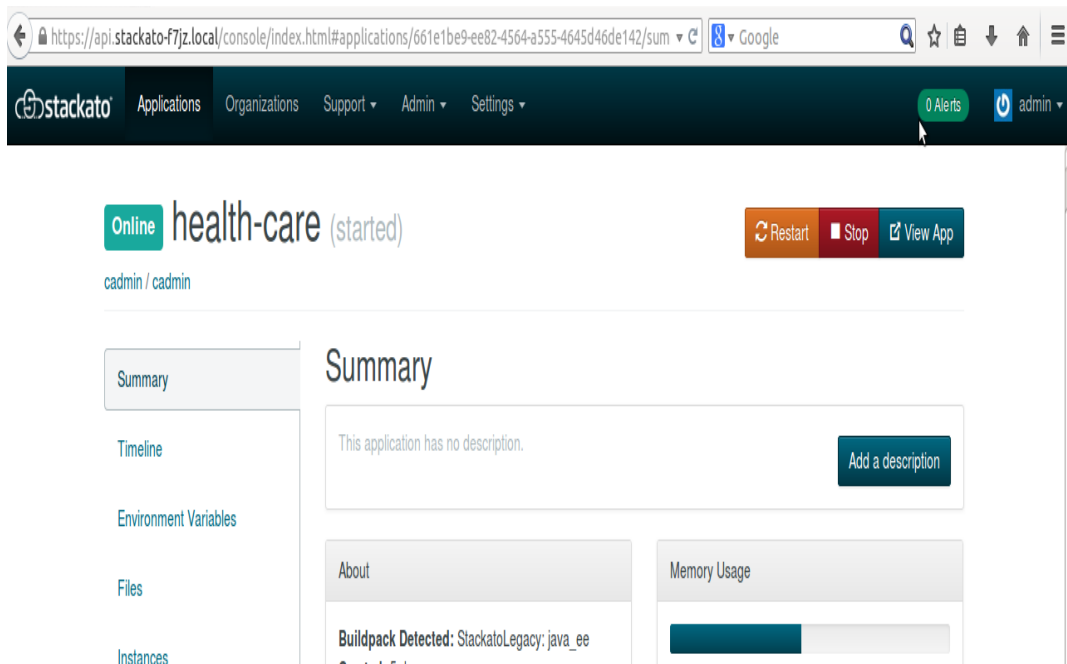 https://api.stackato-f7jz.local/console/index.html#applications/661e1be9-ee82-4564-a555-4645d46de142/sum
Google
stackato Applications Organizations Support Admin Settings 0 Alerts admin
Online health-care (started)
Restart Stop View App
cadmin / cadmin
Summary
Summary
This application has no description.
Add a description
Timeline
Environment Variables
Files
Instances
About
Buildpack Detected: StackatoLegacy: java_ee
Memory Usage